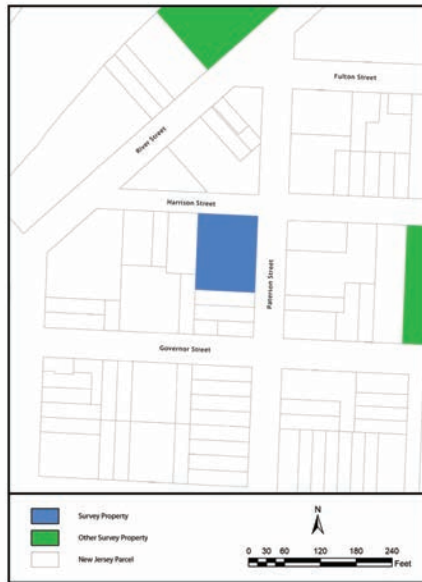 Fulton Street
River Street
Harrison Street
Paterson Street
Governor Street
Survey Property
Other Survey Property
New Jersey Parcel
N
0 30 60 120 180 240
Feet